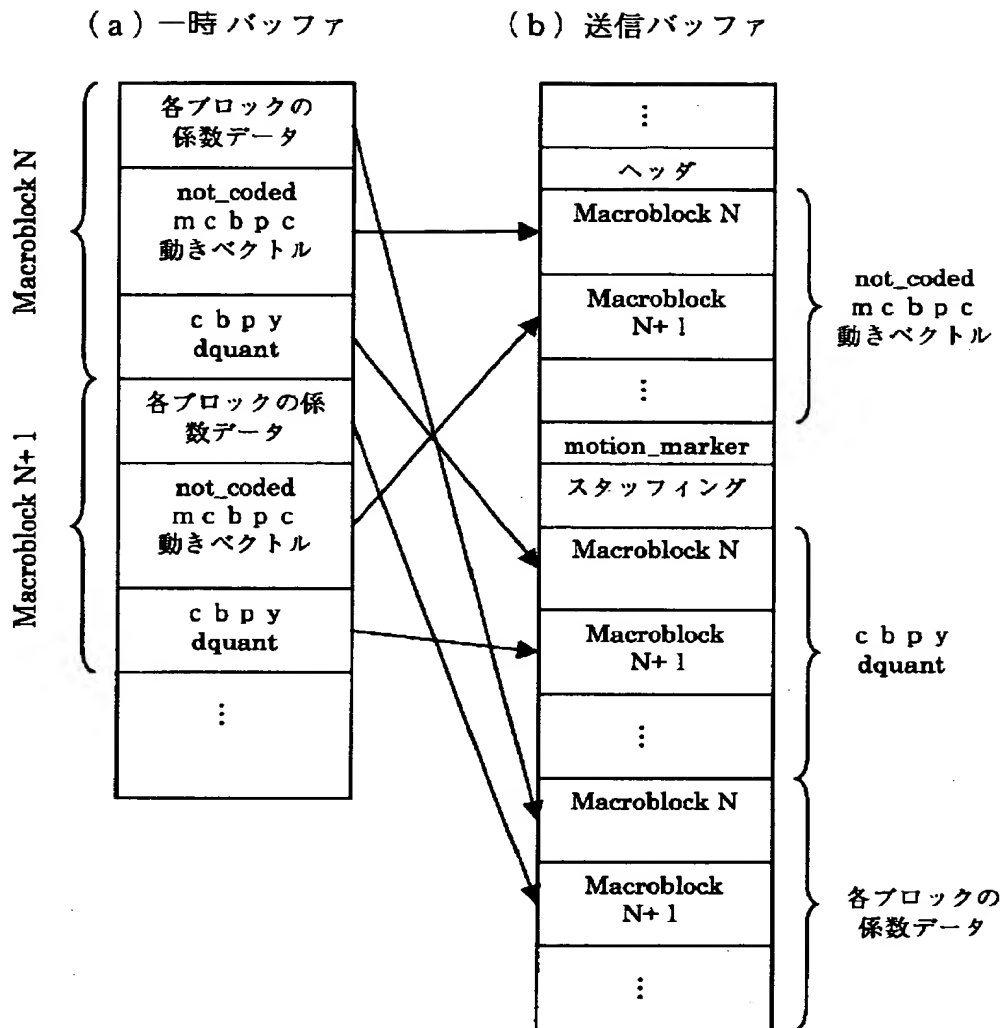 (a) 一時バッファ
(b) 送信バッファ
Macroblock N
各ブロックの
係数データ
not_coded
mcbpc
動きベクトル
cbpy
dquant
Macroblock N+1
各ブロックの係
数データ
not_coded
mcbpc
動きベクトル
cbpy
dquant
⋮
⋮
ヘッダ
Macroblock N
Macroblock
N+1
⋮
not_coded
mcbpc
動きベクトル
motion_marker
スタッフィング
Macroblock N
Macroblock
N+1
⋮
cbpy
dquant
Macroblock N
Macroblock
N+1
⋮
各ブロックの
係数データ